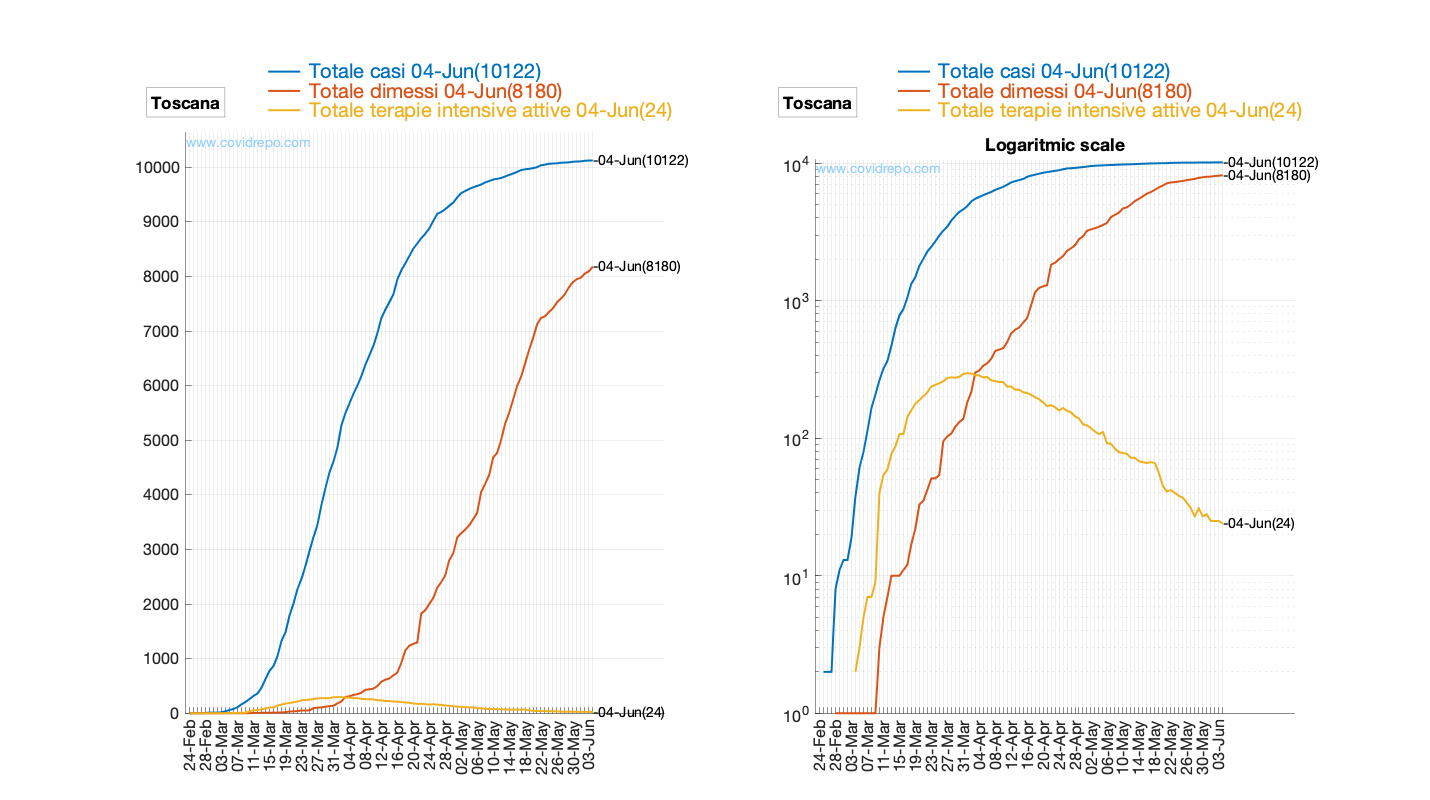 Totale casi 04-Jun(10122)
Totale dimessi 04-Jun(8180)
Totale terapie intensive attive 04-Jun(24)
Toscana
www.covidrepo.com
10000
9000
8000
7000
6000
5000
4000
3000
2000
1000
0
04-Jun(10122)
04-Jun(8180)
04-Jun(24)
24-Feb
28-Feb
03-Mar
07-Mar
11-Mar
15-Mar
19-Mar
23-Mar
27-Mar
31-Mar
04-Apr
08-Apr
12-Apr
16-Apr
20-Apr
24-Apr
28-Apr
02-May
06-May
10-May
14-May
18-May
22-May
26-May
30-May
03-Jun
Totale casi 04-Jun(10122)
Totale dimessi 04-Jun(8180)
Totale terapie intensive attive 04-Jun(24)
Toscana
Logaritmic scale
www.covidrepo.com
10⁴
10³
10²
10¹
10⁰
04-Jun(10122)
04-Jun(8180)
04-Jun(24)
24-Feb
28-Feb
03-Mar
07-Mar
11-Mar
15-Mar
19-Mar
23-Mar
27-Mar
31-Mar
04-Apr
08-Apr
12-Apr
16-Apr
20-Apr
24-Apr
28-Apr
02-May
06-May
10-May
14-May
18-May
22-May
26-May
30-May
03-Jun